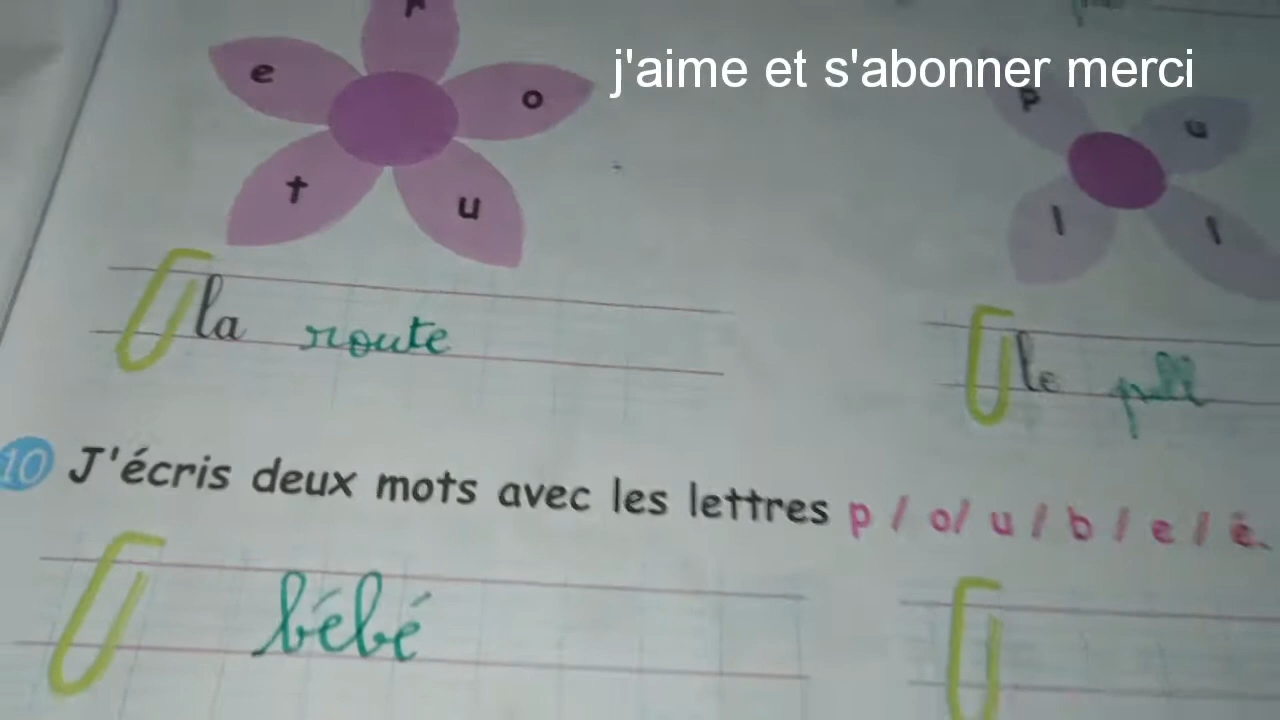 r
j'aime et s'abonner merci
e
o
p
u
t
u
l
l
la route
le pull
10 J'écris deux mots avec les lettres p / o / u / b / e / é.
bébé